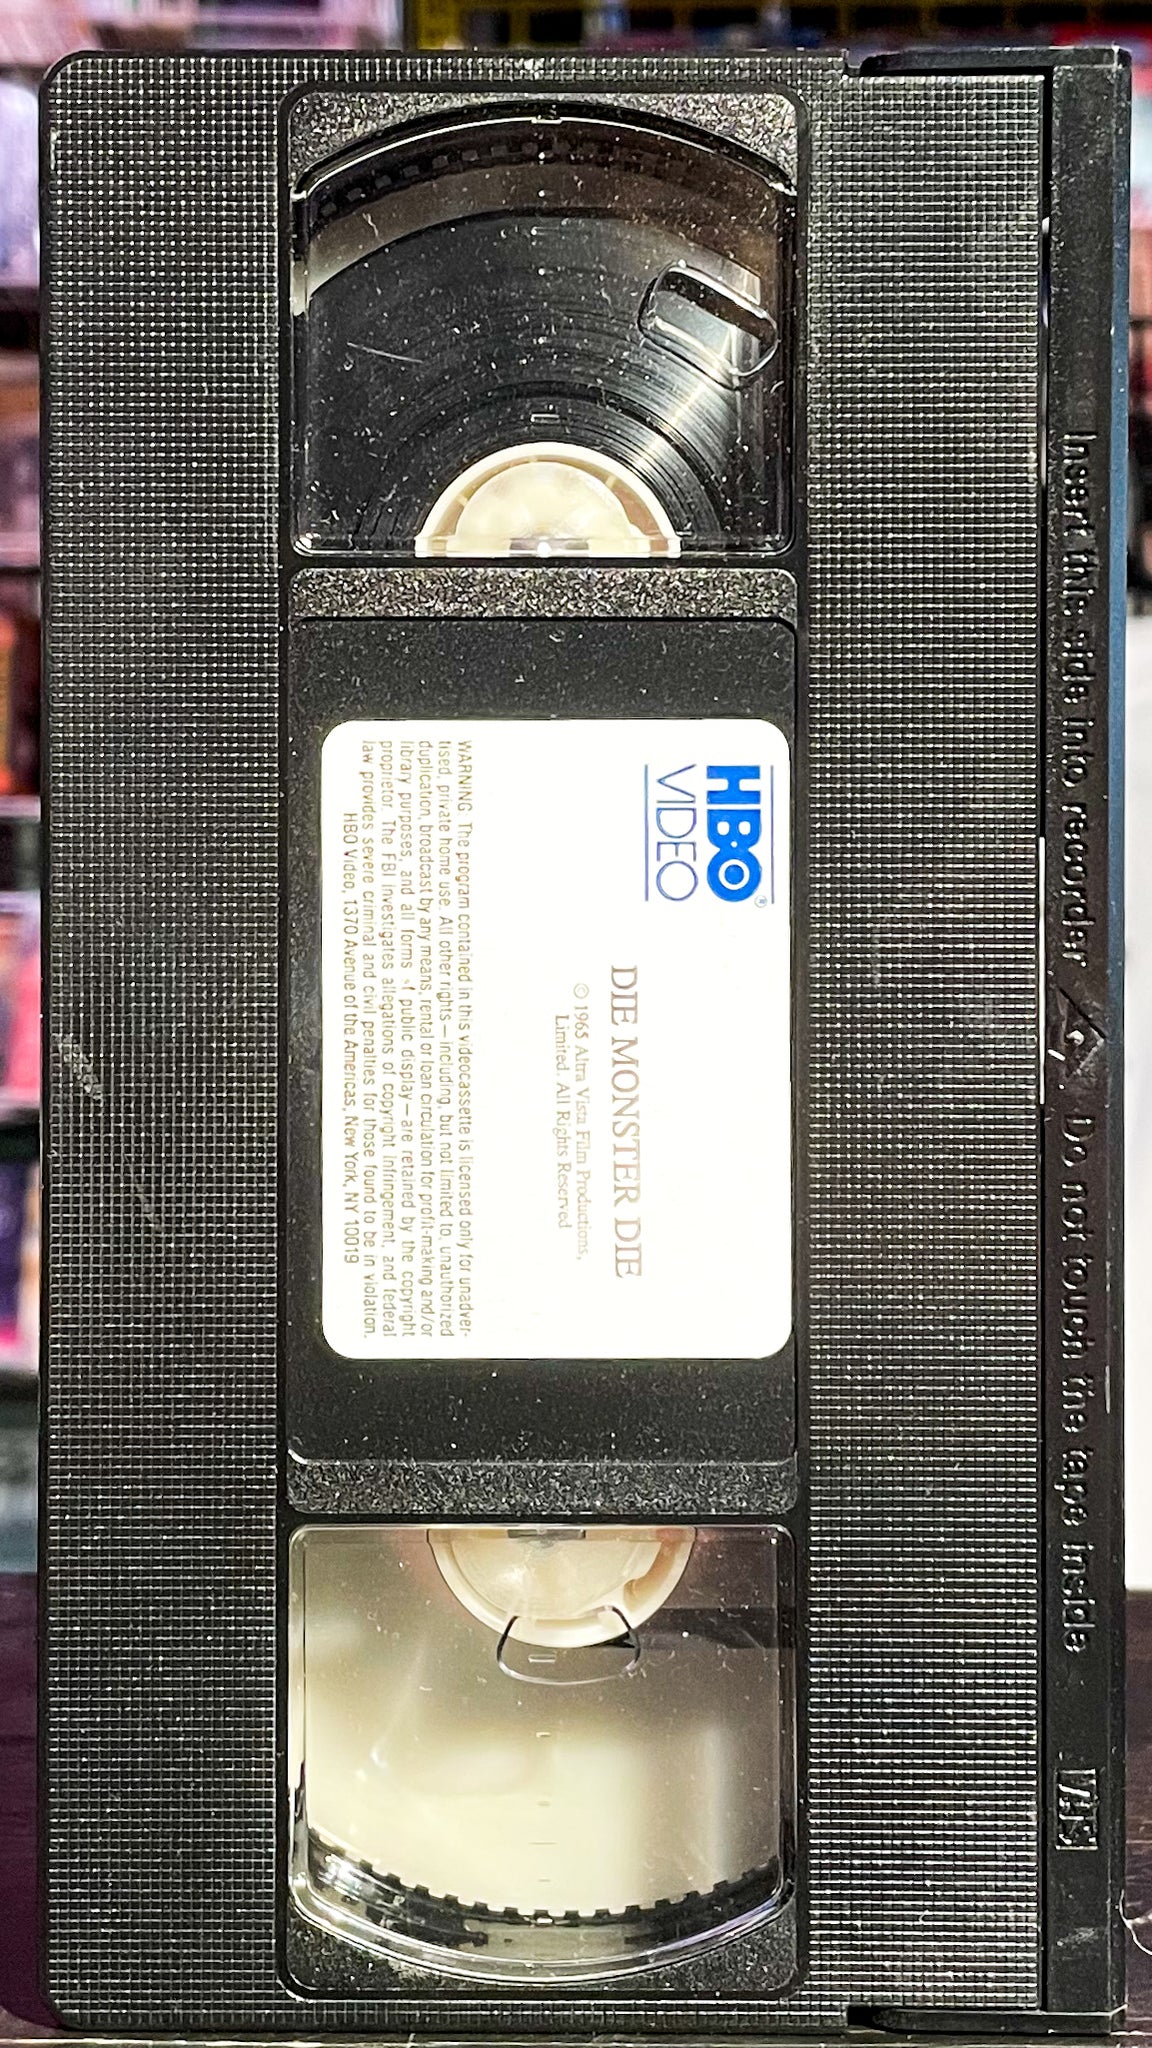 HBO®
VIDEO
DIE MONSTER DIE
© 1965 Alta Vista Film Productions,
Limited. All Rights Reserved
WARNING. The program contained in this videocassette is licensed only for unadver-
tised, private home use. All other rights—including, but not limited to, unauthorized
duplication, broadcast by any means, rental or loan circulation for profit-making and/or
library purposes, and all forms of public display—are retained by the copyright
proprietor. The FBI investigates allegations of copyright infringement, and federal
law provides severe criminal and civil penalties for those found to be in violation.
HBO Video, 1370 Avenue of the Americas, New York, NY 10019
Insert this side into recorder △ Do not touch the tape inside
VHS